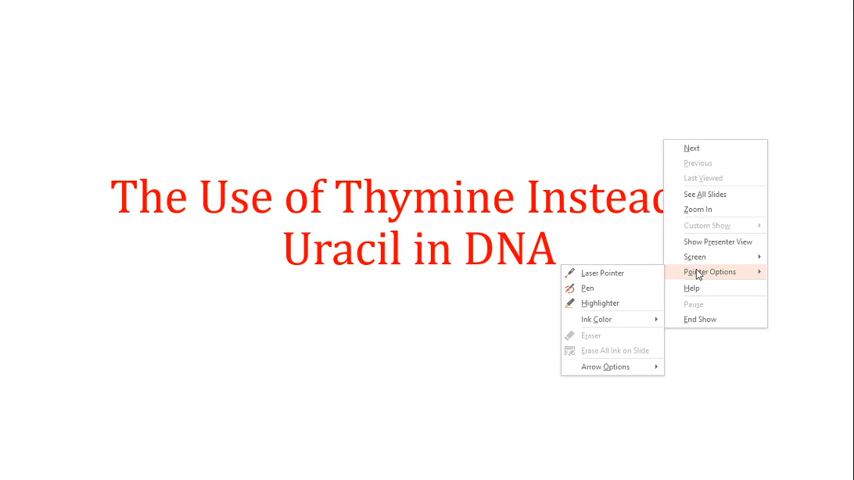 The Use of Thymine Instead
Uracil in DNA
Next
Previous
Last Viewed
See All Slides
Zoom In
Custom Show
Show Presenter View
Screen
Pointer Options
Help
Pause
End Show
Laser Pointer
Pen
Highlighter
Ink Color
Eraser
Erase All Ink on Slide
Arrow Options